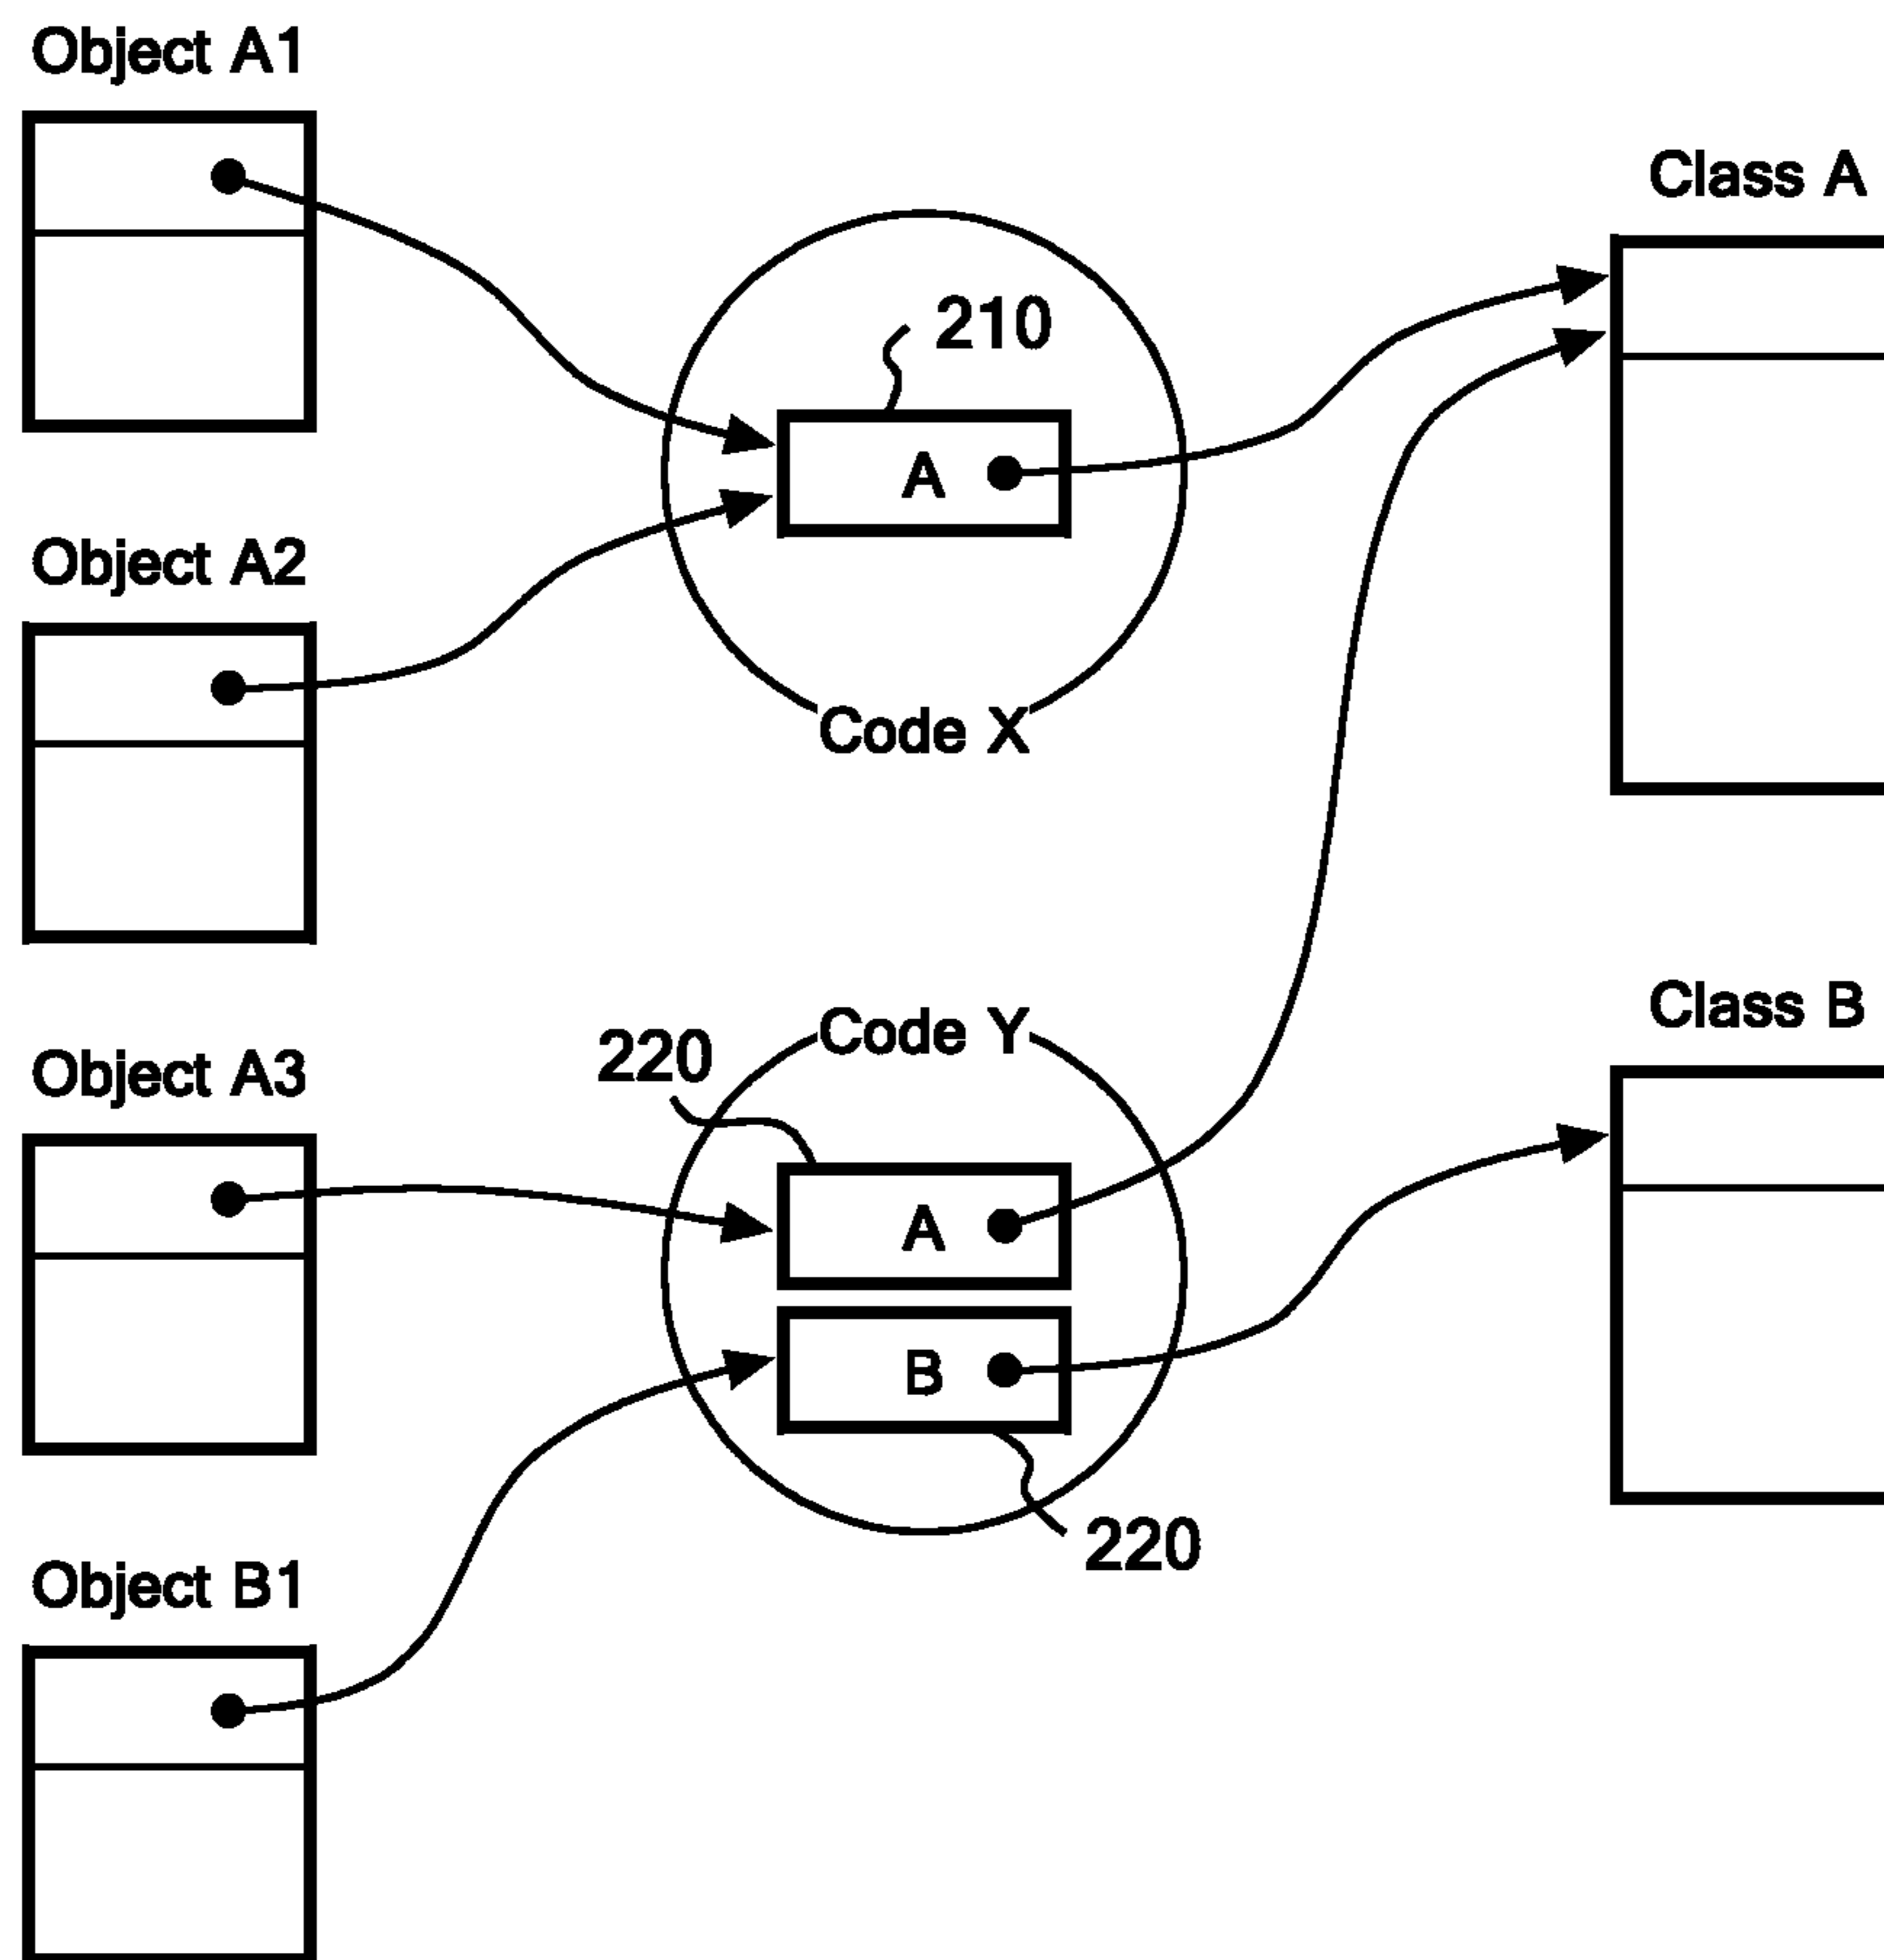 Object A1
Class A
210
A
Object A2
Code X
Class B
Code Y
220
Object A3
A
B
220
Object B1